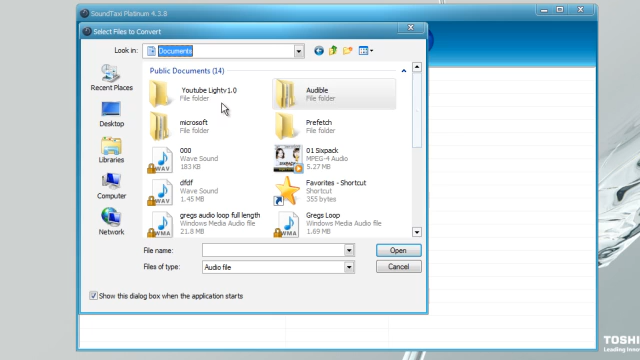 SoundTaxi Platinum 4.3.8
Select Files to Convert
Look in:
Documents
Public Documents (14)
Youtube Lightv1.0
File folder
Audible
File folder
microsoft
File folder
Prefetch
File folder
000
Wave Sound
183 KB
WAV
01 Sixpack
MPEG-4 Audio
5.27 MB
dfdf
Wave Sound
1.45 MB
WAV
Favorites - Shortcut
Shortcut
355 bytes
gregs audio loop full length
Windows Media Audio file
21.8 MB
WMA
Gregs Loop
Windows Media Audio file
1.69 MB
WMA
Recent Places
Desktop
Libraries
Computer
Network
File name:
Open
Files of type:
Audio file
Cancel
Show this dialog box when the application starts
TOSHI
Leading Innov